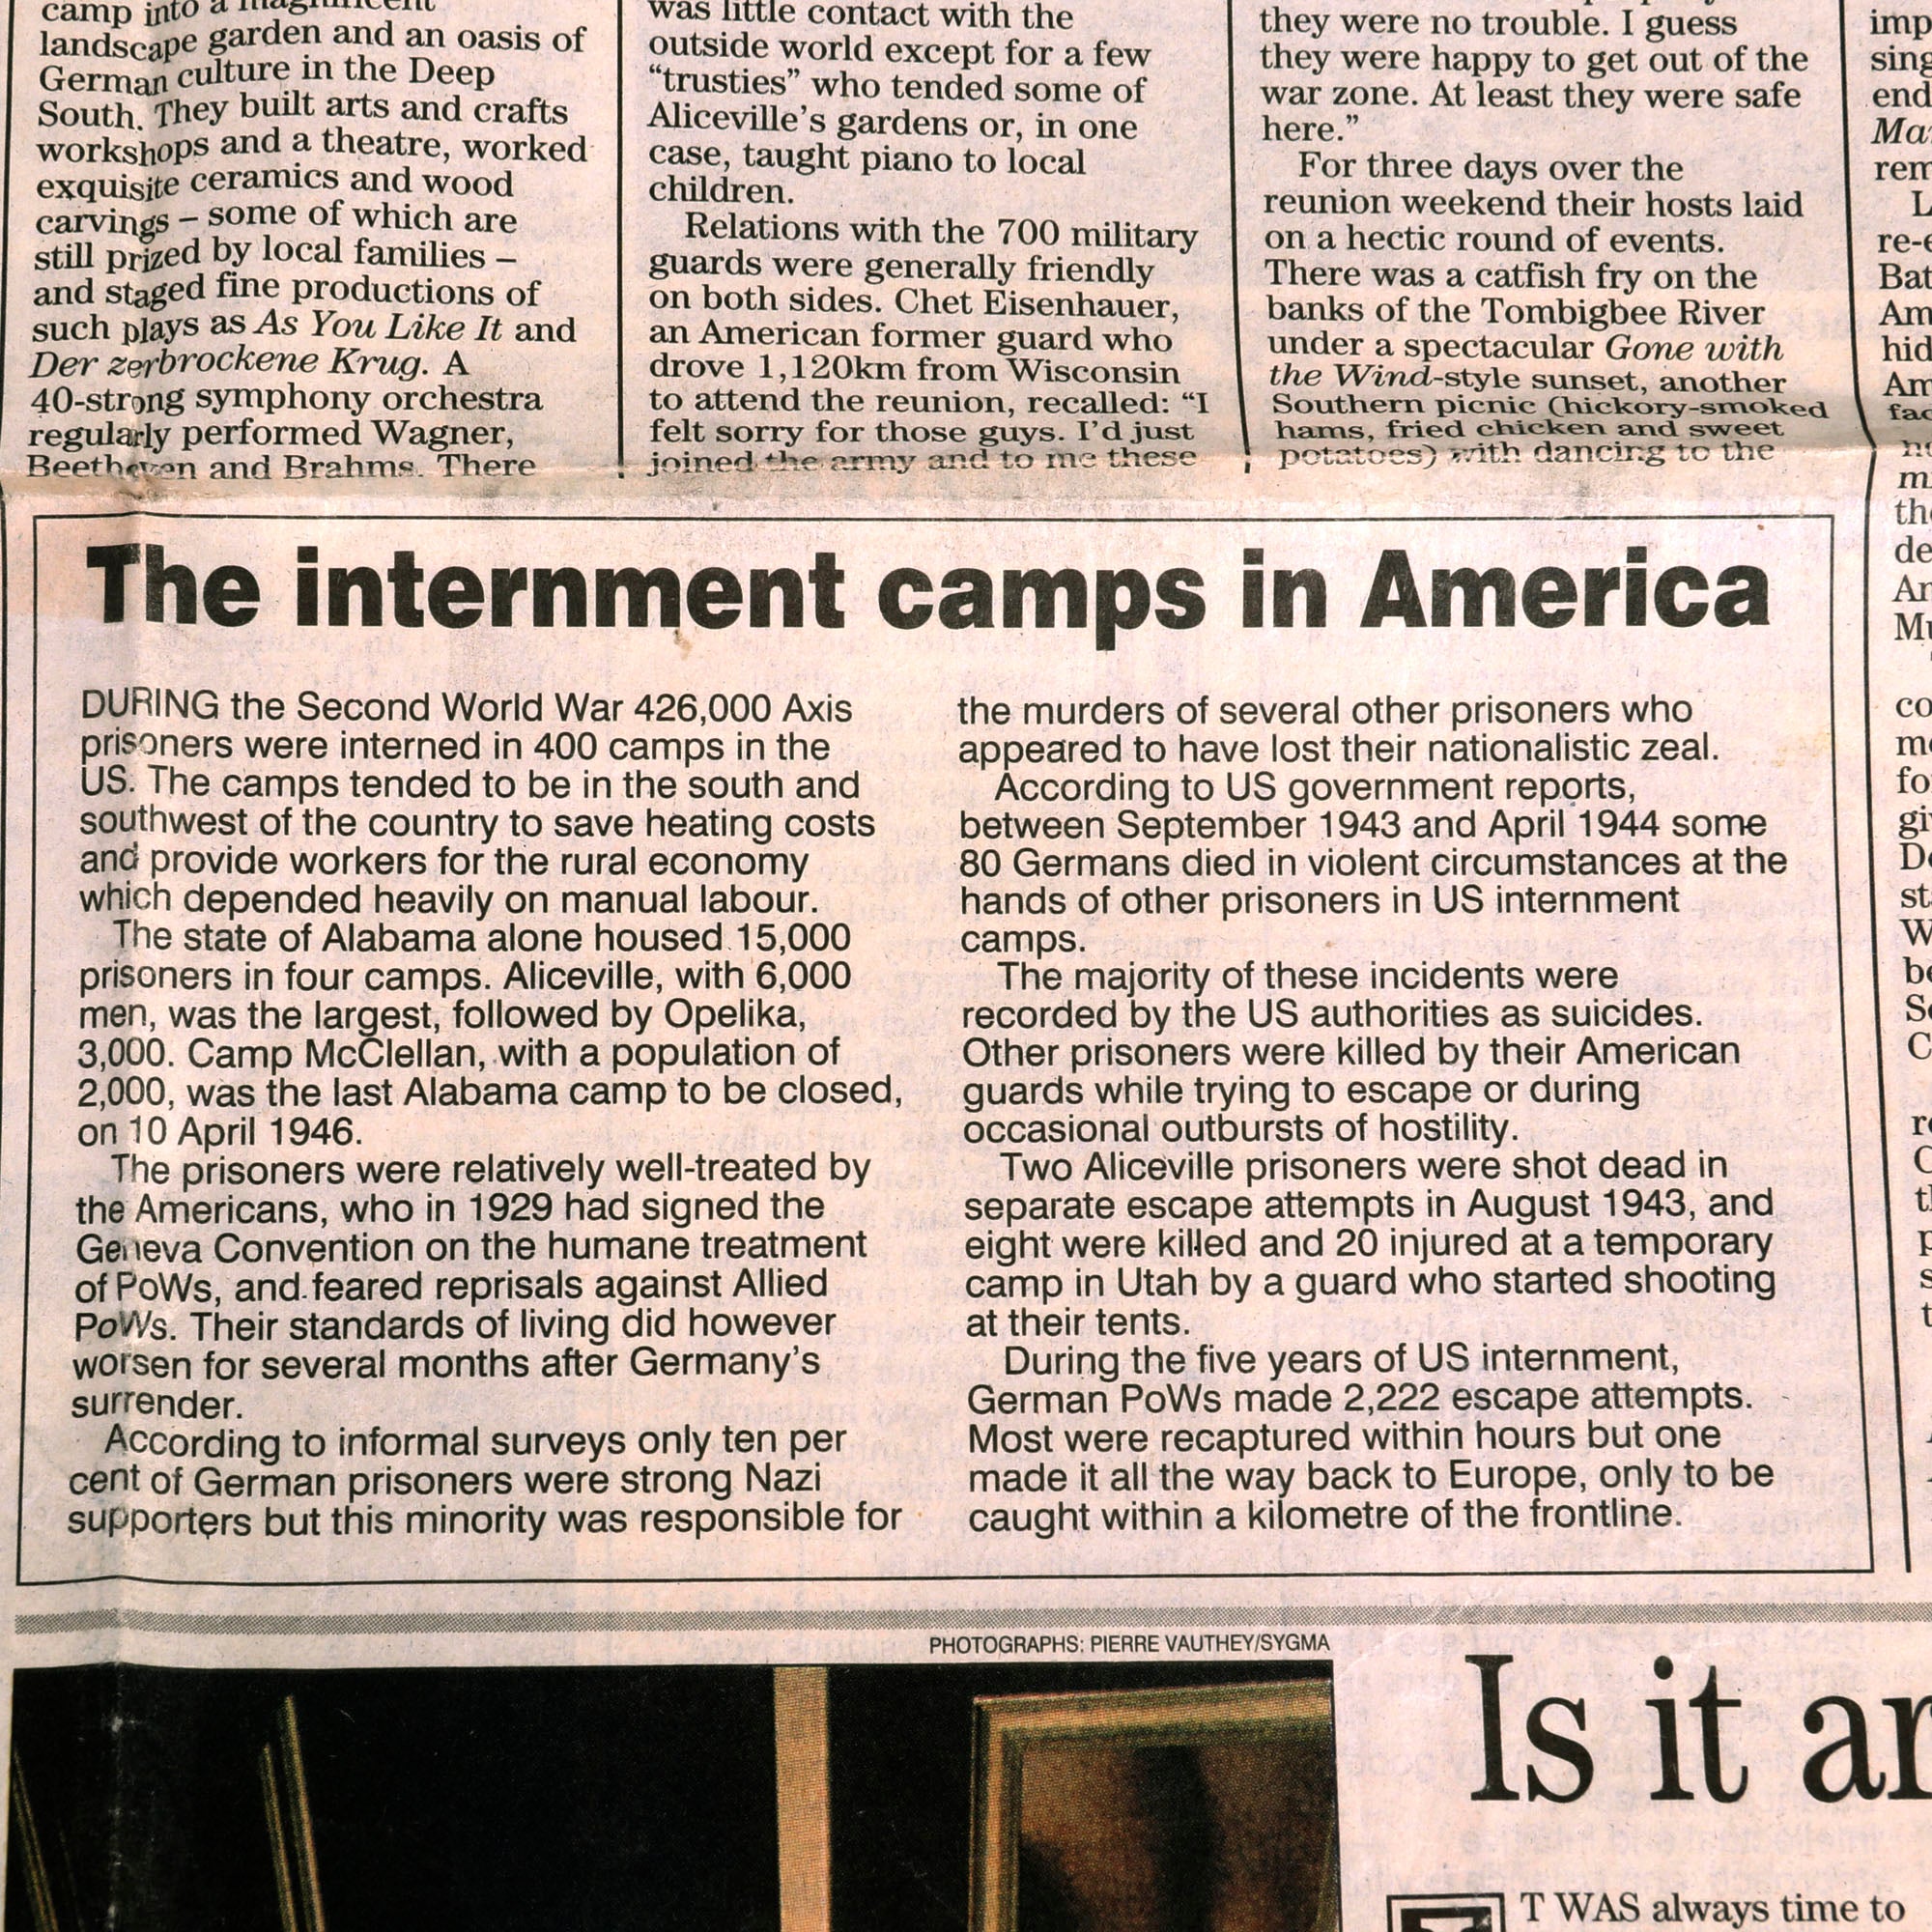 camp into a magnificent
landscape garden and an oasis of
German culture in the Deep
South. They built arts and crafts
workshops and a theatre, worked
exquisite ceramics and wood
carvings – some of which are
still prized by local families –
and staged fine productions of
such plays as As You Like It and
Der zerbrockene Krug. A
40-strong symphony orchestra
regularly performed Wagner,
Beethoven and Brahms. There
was little contact with the
outside world except for a few
“trusties” who tended some of
Aliceville’s gardens or, in one
case, taught piano to local
children.
Relations with the 700 military
guards were generally friendly
on both sides. Chet Eisenhauer,
an American former guard who
drove 1,120km from Wisconsin
to attend the reunion, recalled: “I
felt sorry for those guys. I’d just
joined the army and to me these
they were no trouble. I guess
they were happy to get out of the
war zone. At least they were safe
here.”
For three days over the
reunion weekend their hosts laid
on a hectic round of events.
There was a catfish fry on the
banks of the Tombigbee River
under a spectacular Gone with
the Wind-style sunset, another
Southern picnic (hickory-smoked
hams, fried chicken and sweet
potatoes) with dancing to the
The internment camps in America
DURING the Second World War 426,000 Axis
prisoners were interned in 400 camps in the
US. The camps tended to be in the south and
southwest of the country to save heating costs
and provide workers for the rural economy
which depended heavily on manual labour.
The state of Alabama alone housed 15,000
prisoners in four camps. Aliceville, with 6,000
men, was the largest, followed by Opelika,
3,000. Camp McClellan, with a population of
2,000, was the last Alabama camp to be closed,
on 10 April 1946.
The prisoners were relatively well-treated by
the Americans, who in 1929 had signed the
Geneva Convention on the humane treatment
of PoWs, and feared reprisals against Allied
PoWs. Their standards of living did however
worsen for several months after Germany’s
surrender.
According to informal surveys only ten per
cent of German prisoners were strong Nazi
supporters but this minority was responsible for
the murders of several other prisoners who
appeared to have lost their nationalistic zeal.
According to US government reports,
between September 1943 and April 1944 some
80 Germans died in violent circumstances at the
hands of other prisoners in US internment
camps.
The majority of these incidents were
recorded by the US authorities as suicides.
Other prisoners were killed by their American
guards while trying to escape or during
occasional outbursts of hostility.
Two Aliceville prisoners were shot dead in
separate escape attempts in August 1943, and
eight were killed and 20 injured at a temporary
camp in Utah by a guard who started shooting
at their tents.
During the five years of US internment,
German PoWs made 2,222 escape attempts.
Most were recaptured within hours but one
made it all the way back to Europe, only to be
caught within a kilometre of the frontline.
PHOTOGRAPHS: PIERRE VAUTHEY/SYGMA
Is it
T WAS always time to